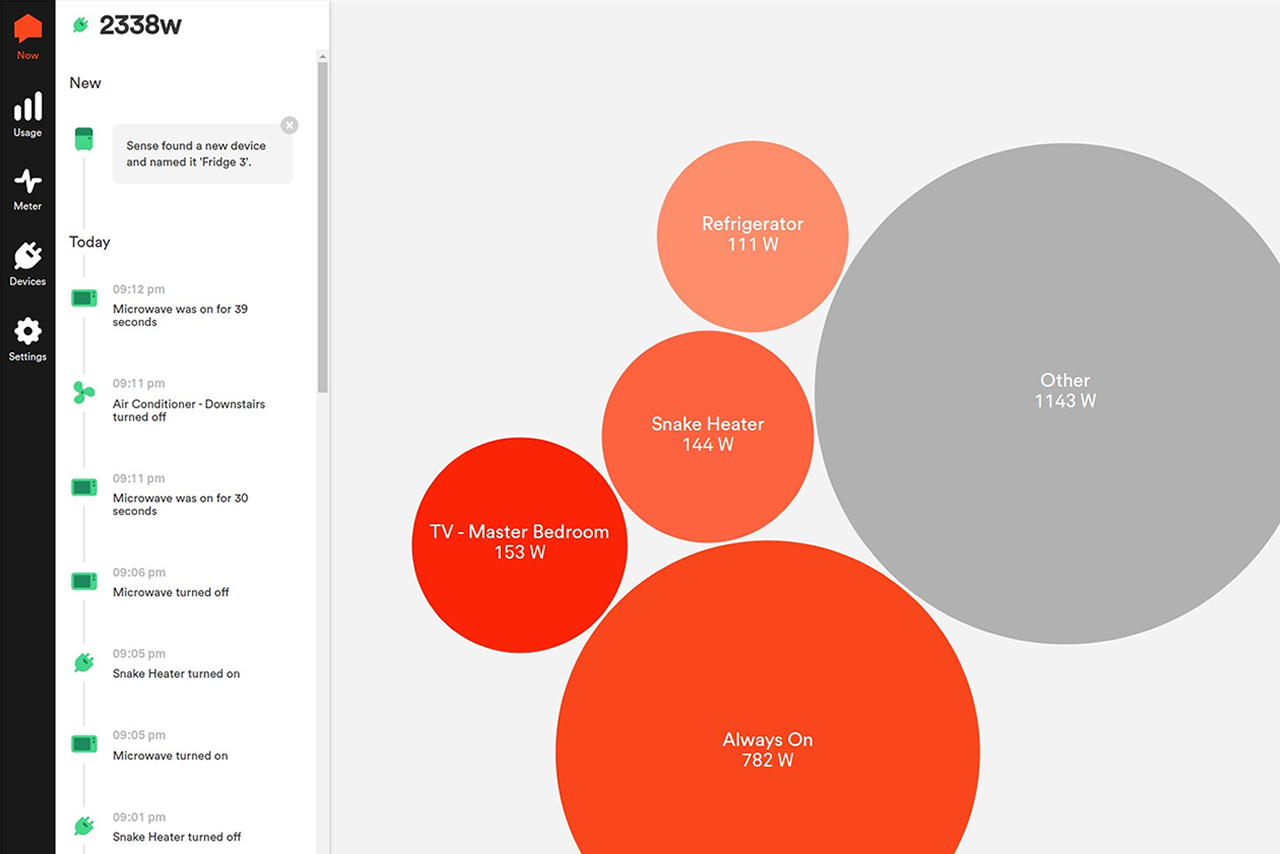 Now
Usage
Meter
Devices
Settings
2338w
New
Sense found a new device
and named it 'Fridge 3'.
Today
09:12 pm
Microwave was on for 39
seconds
09:11 pm
Air Conditioner - Downstairs
turned off
09:11 pm
Microwave was on for 30
seconds
09:06 pm
Microwave turned off
09:05 pm
Snake Heater turned on
09:05 pm
Microwave turned on
09:01 pm
Snake Heater turned off
Refrigerator
111 W
Other
1143 W
Snake Heater
144 W
TV - Master Bedroom
153 W
Always On
782 W